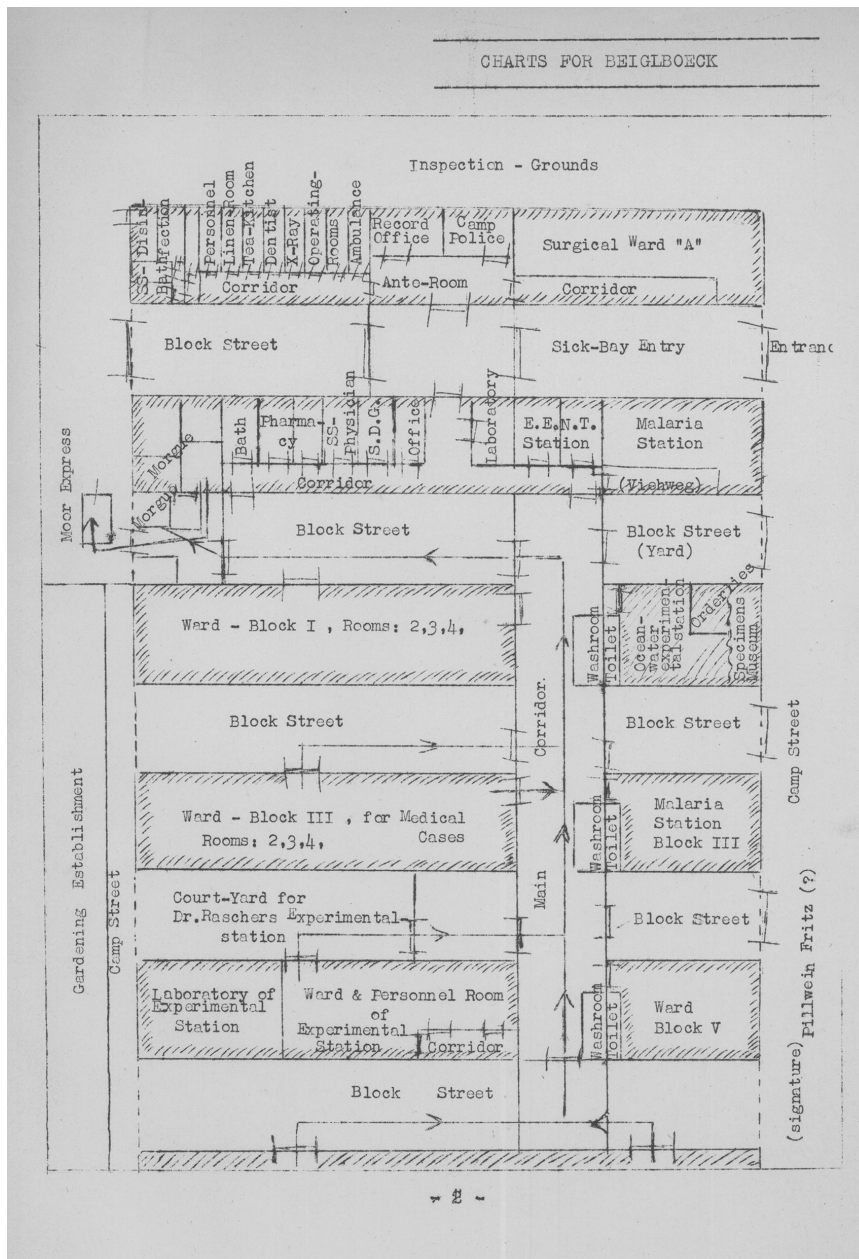 CHARTS FOR BEIGLBOECK
Inspection - Grounds
SS- Disin-
Bathfection
Personnel
Linen-Room
Tea-Kitchen
Dentist
X-Ray
Operating-
Rooms
Ambulance
Record
Office
Camp
Police
Surgical Ward "A"
Corridor
Ante-Room
Corridor
Block Street
Sick-Bay Entry
Entranc
Morgue
Morgue
Bath
Pharma-
cy
SS-
Physician
S.D.G.
Office
Laboratory
E.E.N.T.
Station
Malaria
Station
Corridor
(Viehweg)
Moor Express
Block Street
Block Street
(Yard)
Ward - Block I , Rooms: 2,3,4,
Washroom
Toilet
Ocean-
water
experimen-
tal station
Orderlies
Specimens
Museum
Block Street
Corridor.
Block Street
Camp Street
Gardening Establishment
Camp Street
Ward - Block III , for Medical
Rooms: 2,3,4, Cases
Washroom
Toilet
Malaria
Station
Block III
Court-Yard for
Dr.Raschers Experimental-
station
Main
Block Street
Laboratory of
Experimental
Station
Ward & Personnel Room
of
Experimental
Station
Corridor
Washroom
Toilet
Ward
Block V
(signature) Pillwein Fritz (?)
Block Street
- 2 -